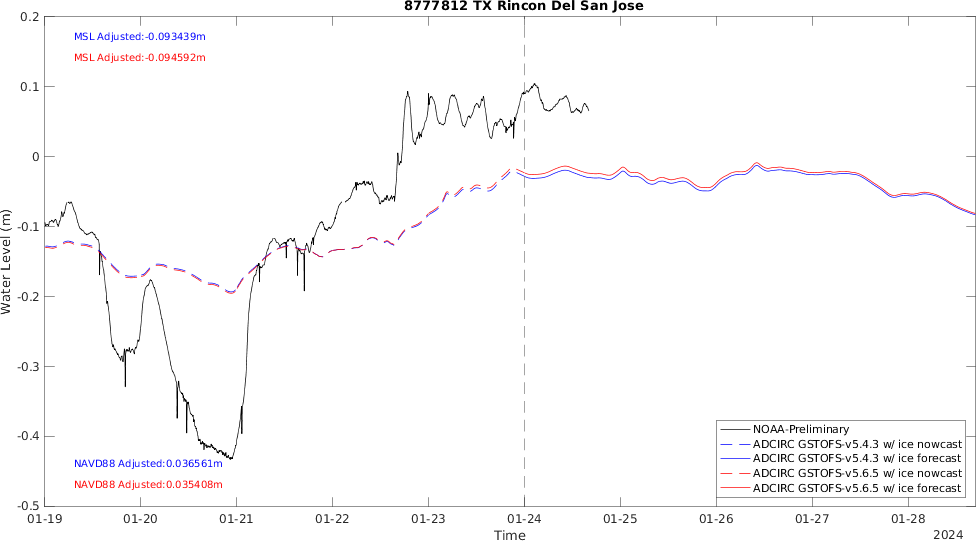 8777812 TX Rincon Del San Jose
MSL Adjusted:-0.093439m
MSL Adjusted:-0.094592m
0.2
0.1
0
-0.1
-0.2
-0.3
-0.4
-0.5
Water Level (m)
NAVD88 Adjusted:0.036561m
NAVD88 Adjusted:0.035408m
NOAA-Preliminary
ADCIRC GSTOFS-v5.4.3 w/ ice nowcast
ADCIRC GSTOFS-v5.4.3 w/ ice forecast
ADCIRC GSTOFS-v5.6.5 w/ ice nowcast
ADCIRC GSTOFS-v5.6.5 w/ ice forecast
01-19 01-20 01-21 01-22 01-23 01-24 01-25 01-26 01-27 01-28
Time
2024